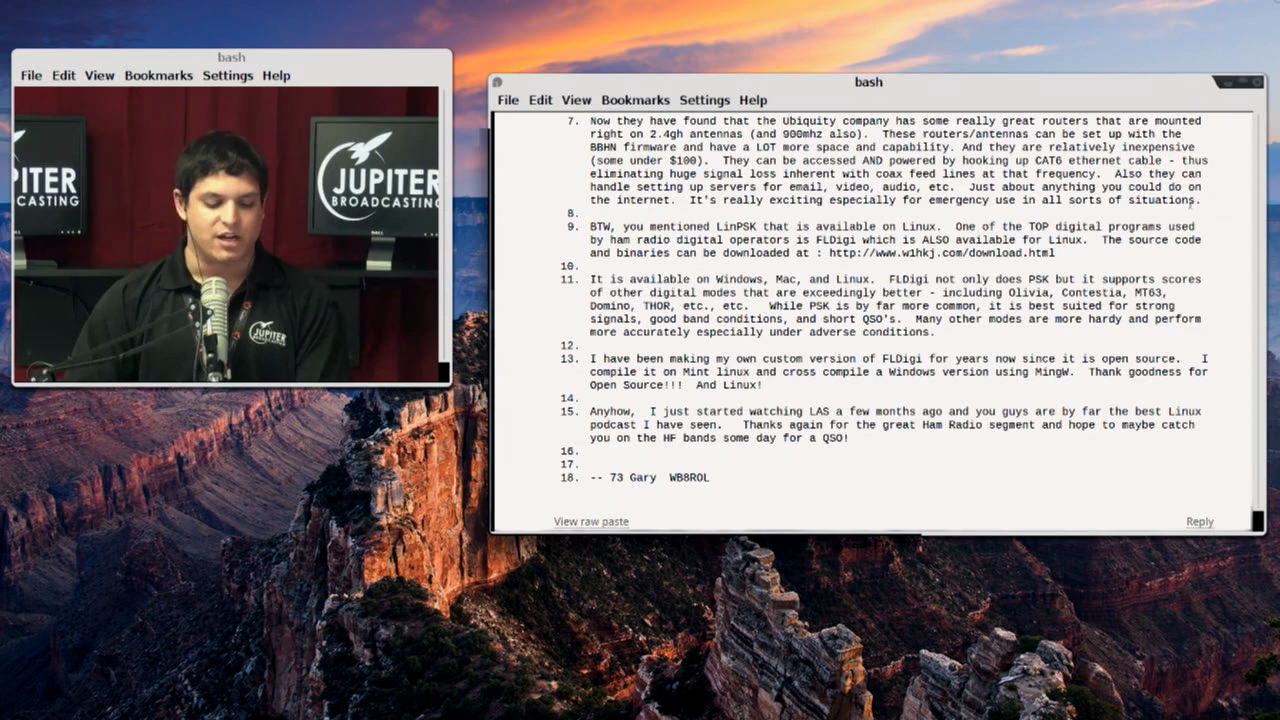 bash
File Edit View Bookmarks Settings Help
PITER
OADCASTING
JUPITER
BROADCASTING
JUPITER
BROADCASTING
DELL
bash
File Edit View Bookmarks Settings Help
7. Now they have found that the Ubiquity company has some really great routers that are mounted
right on 2.4gh antennas (and 900mhz also). These routers/antennas can be set up with the
BBHN firmware and have a LOT more space and capability. And they are relatively inexpensive
(some under $100). They can be accessed AND powered by hooking up CAT6 ethernet cable - thus
eliminating huge signal loss inherent with coax feed lines at that frequency. Also they can
handle setting up servers for email, video, audio, etc. Just about anything you could do on
the internet. It's really exciting especially for emergency use in all sorts of situations.
8.
9. BTW, you mentioned LinPSK that is available on Linux. One of the TOP digital programs used
by ham radio digital operators is FLDigi which is ALSO available for Linux. The source code
and binaries can be downloaded at : http://www.w1hkj.com/download.html
10.
11. It is available on Windows, Mac, and Linux. FLDigi not only does PSK but it supports scores
of other digital modes that are exceedingly better - including Olivia, Contestia, MT63,
Domino, THOR, etc., etc. While PSK is by far more common, it is best suited for strong
signals, good band conditions, and short QSO's. Many other modes are more hardy and perform
more accurately especially under adverse conditions.
12.
13. I have been making my own custom version of FLDigi for years now since it is open source. I
compile it on Mint linux and cross compile a Windows version using MingW. Thank goodness for
Open Source!!! And Linux!
14.
15. Anyhow, I just started watching LAS a few months ago and you guys are by far the best Linux
podcast I have seen. Thanks again for the great Ham Radio segment and hope to maybe catch
you on the HF bands some day for a QSO!
16.
17.
18. -- 73 Gary WB8ROL
View raw paste Reply